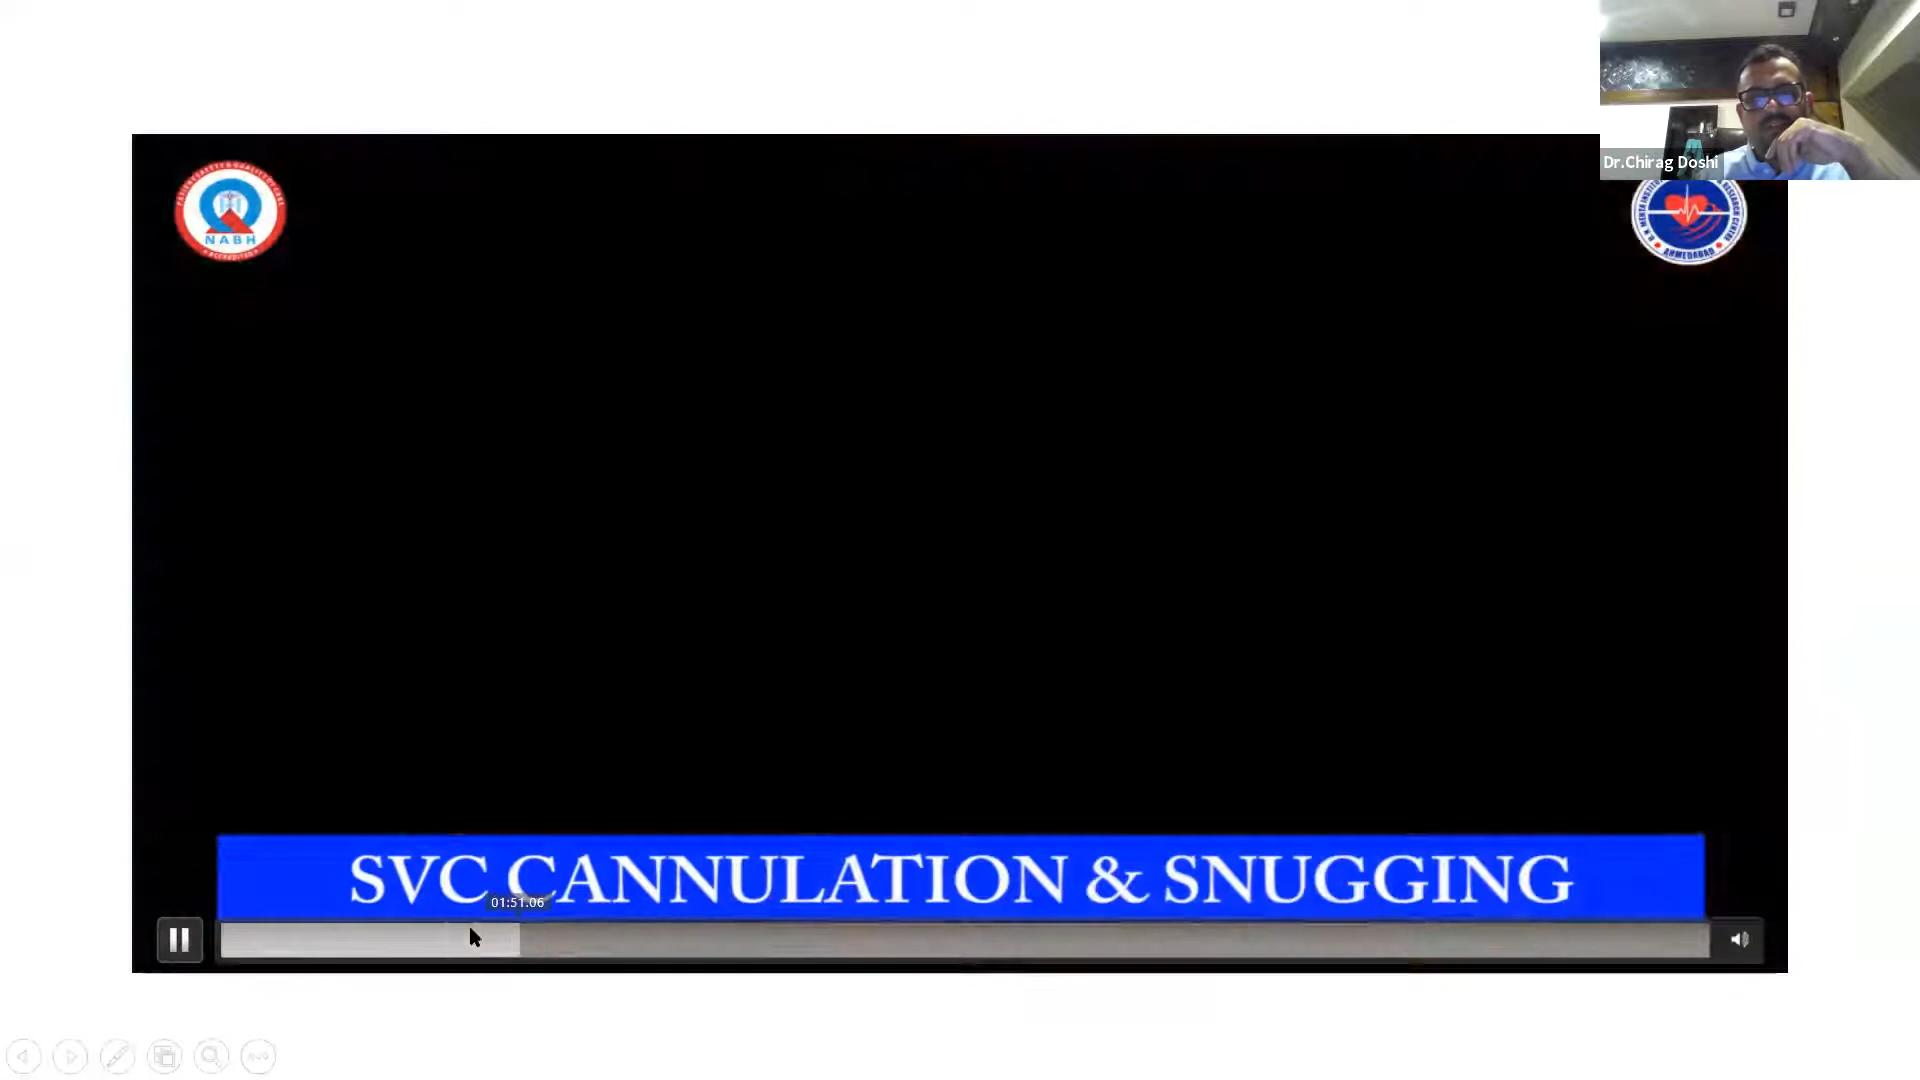 Dr.Chirag Doshi
NABH
AHMEDABAD
SVC CANNULATION & SNUGGING
01:51.06